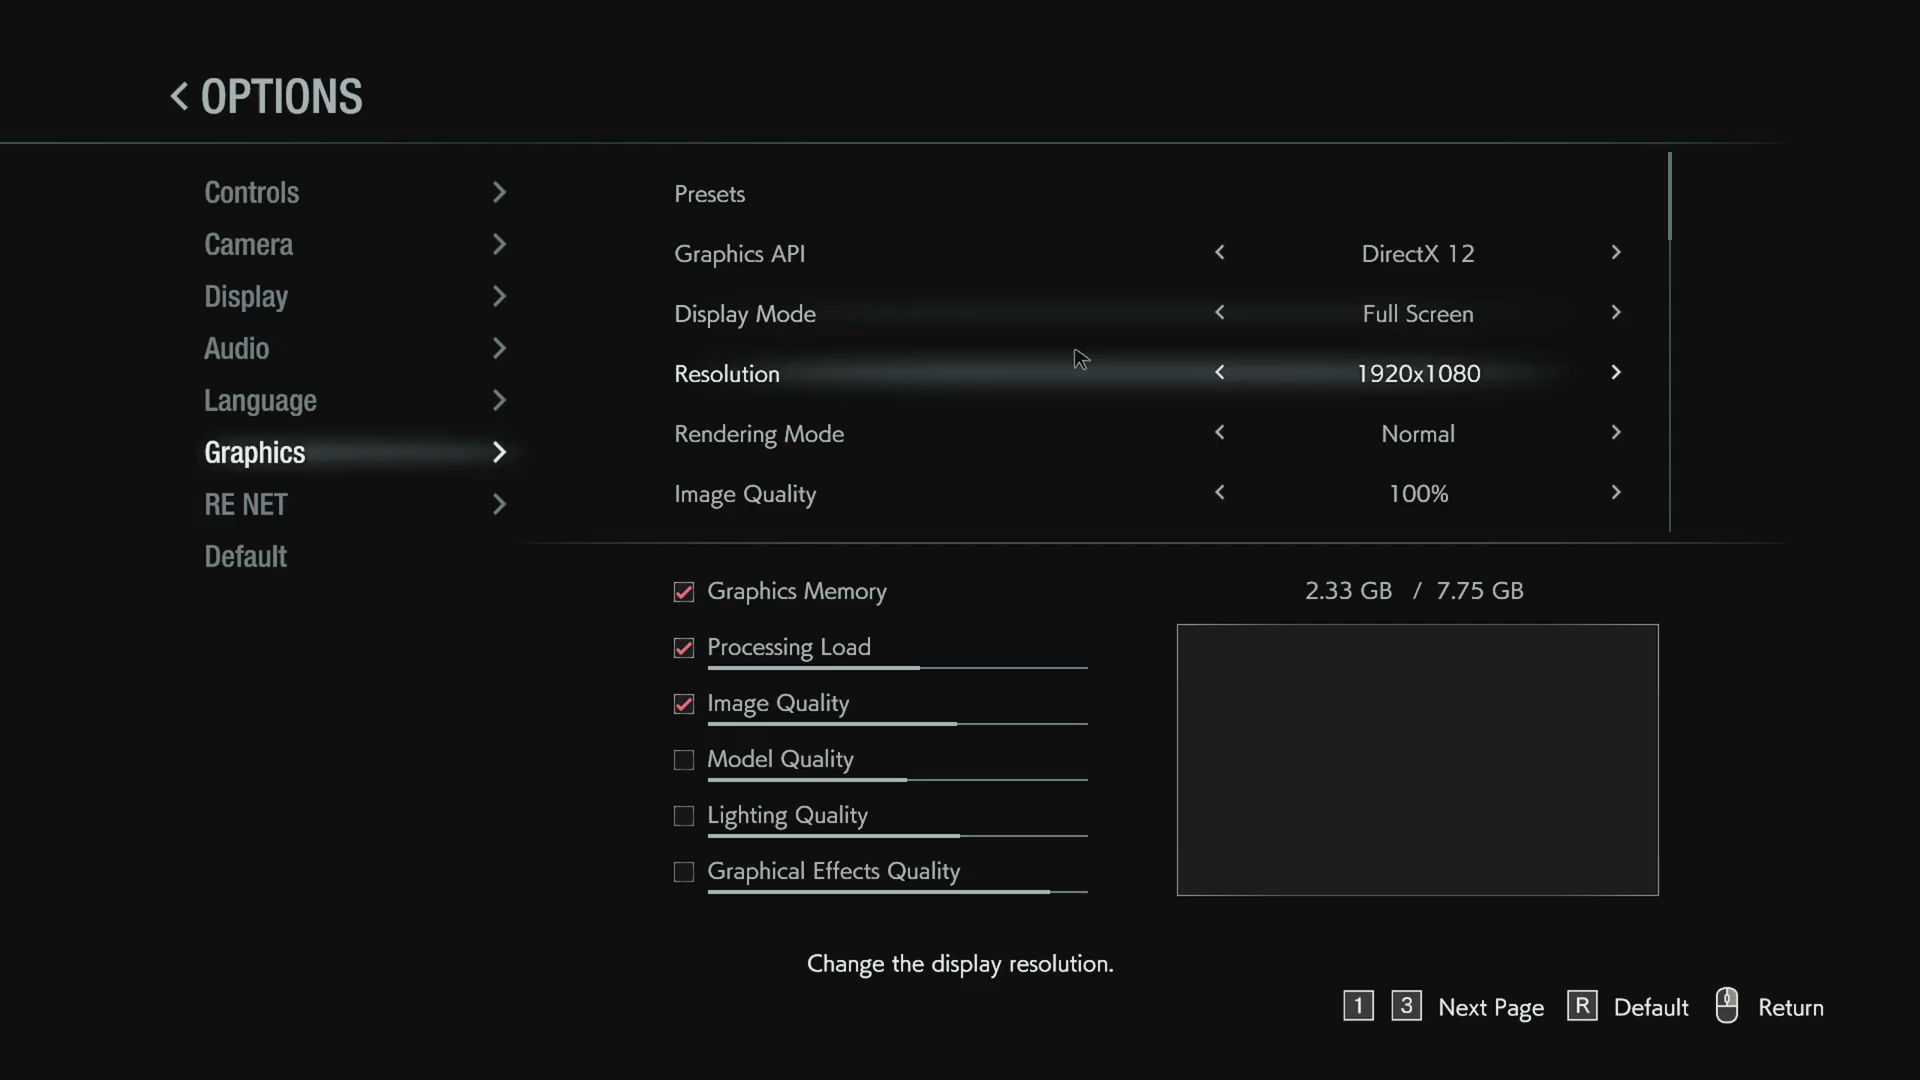 OPTIONS
Controls
Camera
Display
Audio
Language
Graphics
RE NET
Default
Presets
Graphics API DirectX 12
Display Mode Full Screen
Resolution 1920x1080
Rendering Mode Normal
Image Quality 100%
Graphics Memory 2.33 GB / 7.75 GB
Processing Load
Image Quality
Model Quality
Lighting Quality
Graphical Effects Quality
Change the display resolution.
1 3 Next Page R Default Return